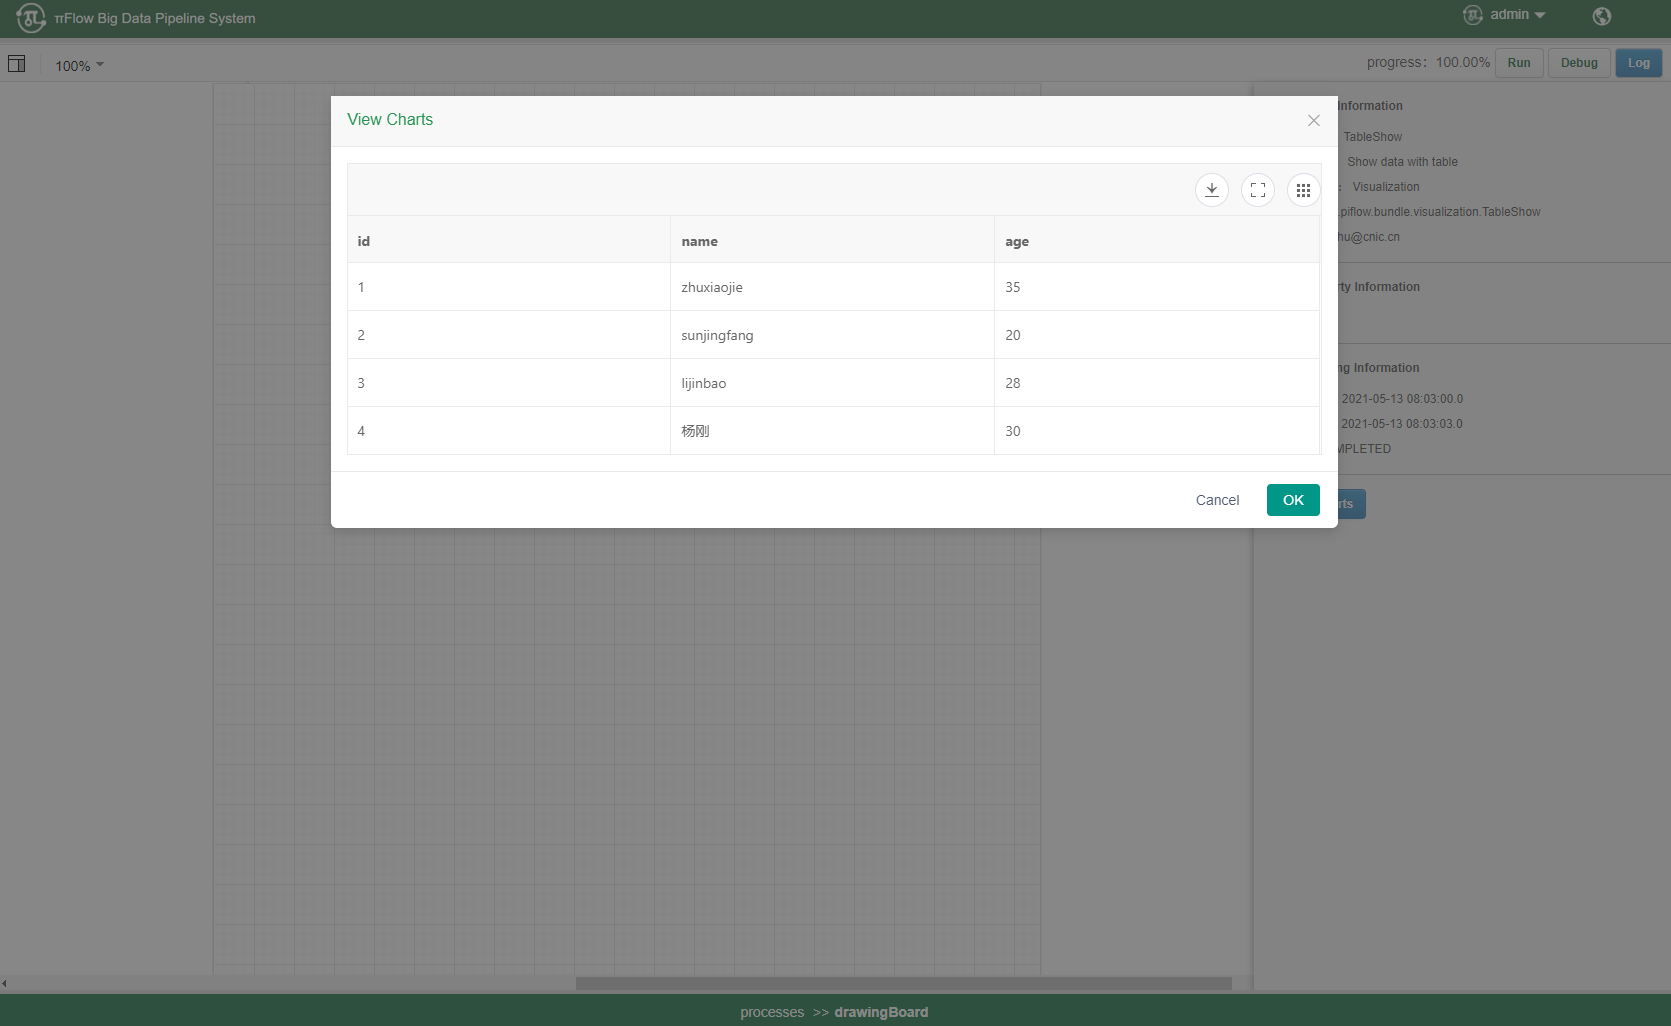 πFlow Big Data Pipeline System
admin
100%
progress: 100.00%
Run
Debug
Log
View Charts
id name age
1 zhuxiaojie 35
2 sunjingfang 20
3 lijinbao 28
4 杨刚 30
Cancel
OK
Information
TableShow
Show data with table
: Visualization
.piflow.bundle.visualization.TableShow
hu@cnic.cn
ty Information
ng Information
2021-05-13 08:03:00.0
2021-05-13 08:03:03.0
MPLETED
rts
processes >> drawingBoard